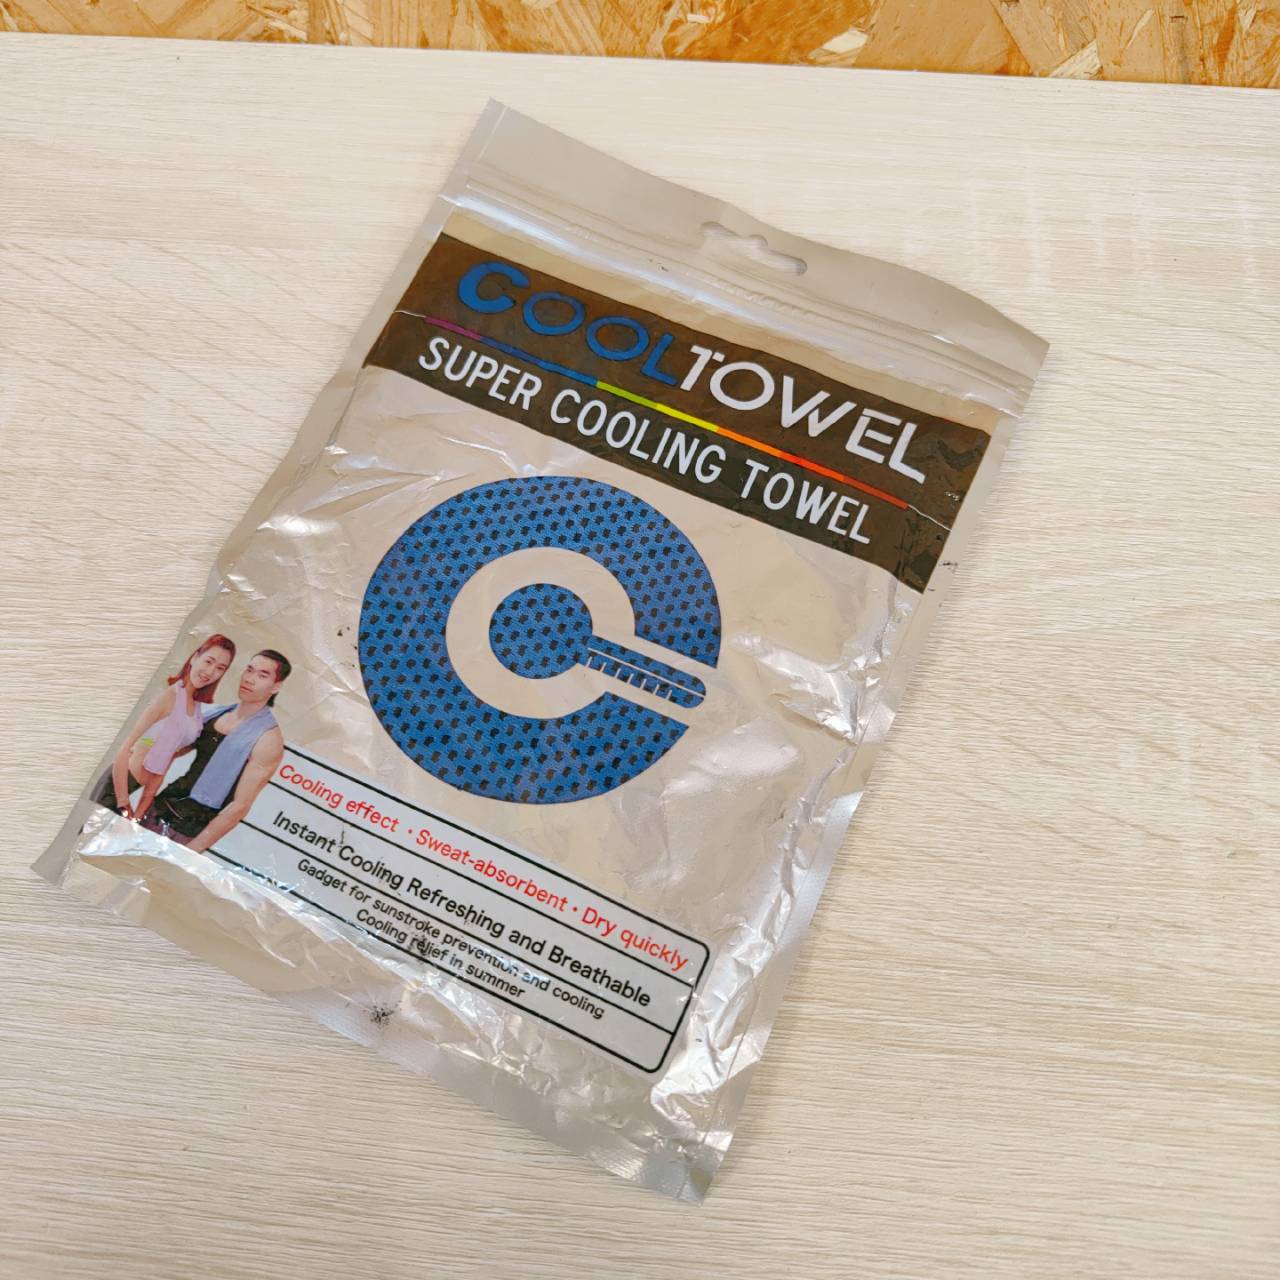 COOLTOWEL
SUPER COOLING TOWEL
Cooling effect · Sweat-absorbent · Dry quickly
Instant Cooling Refreshing and Breathable
Gadget for sunstroke prevention and cooling
Cooling relief in summer